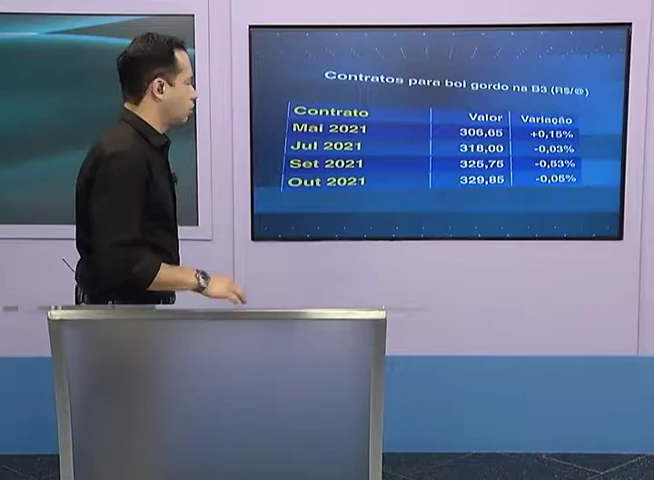 Contratos para boi gordo na B3 (R$/@)
Contrato Valor Variação
Mai 2021 306,65 +0,15%
Jul 2021 318,00 -0,03%
Set 2021 325,75 -0,53%
Out 2021 329,85 -0,05%